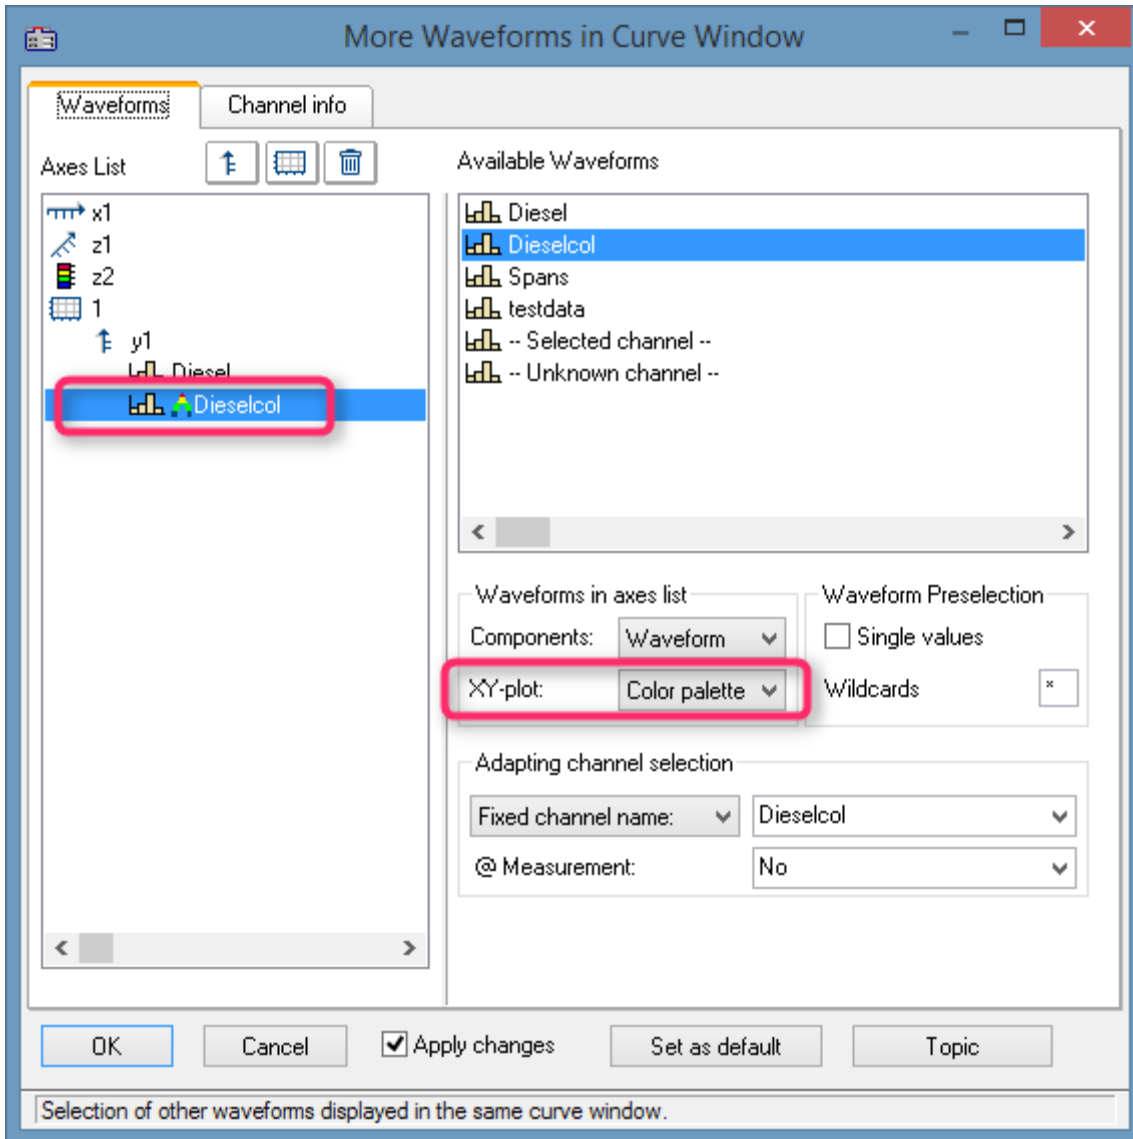 More Waveforms in Curve Window
Waveforms
Channel info
Axes List
x1
z1
z2
1
y1
Diesel
Dieselcol
Available Waveforms
Diesel
Dieselcol
Spans
testdata
-- Selected channel --
-- Unknown channel --
Waveforms in axes list
Components: Waveform
XY-plot: Color palette
Waveform Preselection
Single values
Wildcards *
Adapting channel selection
Fixed channel name: Dieselcol
@ Measurement: No
OK Cancel Apply changes Set as default Topic
Selection of other waveforms displayed in the same curve window.